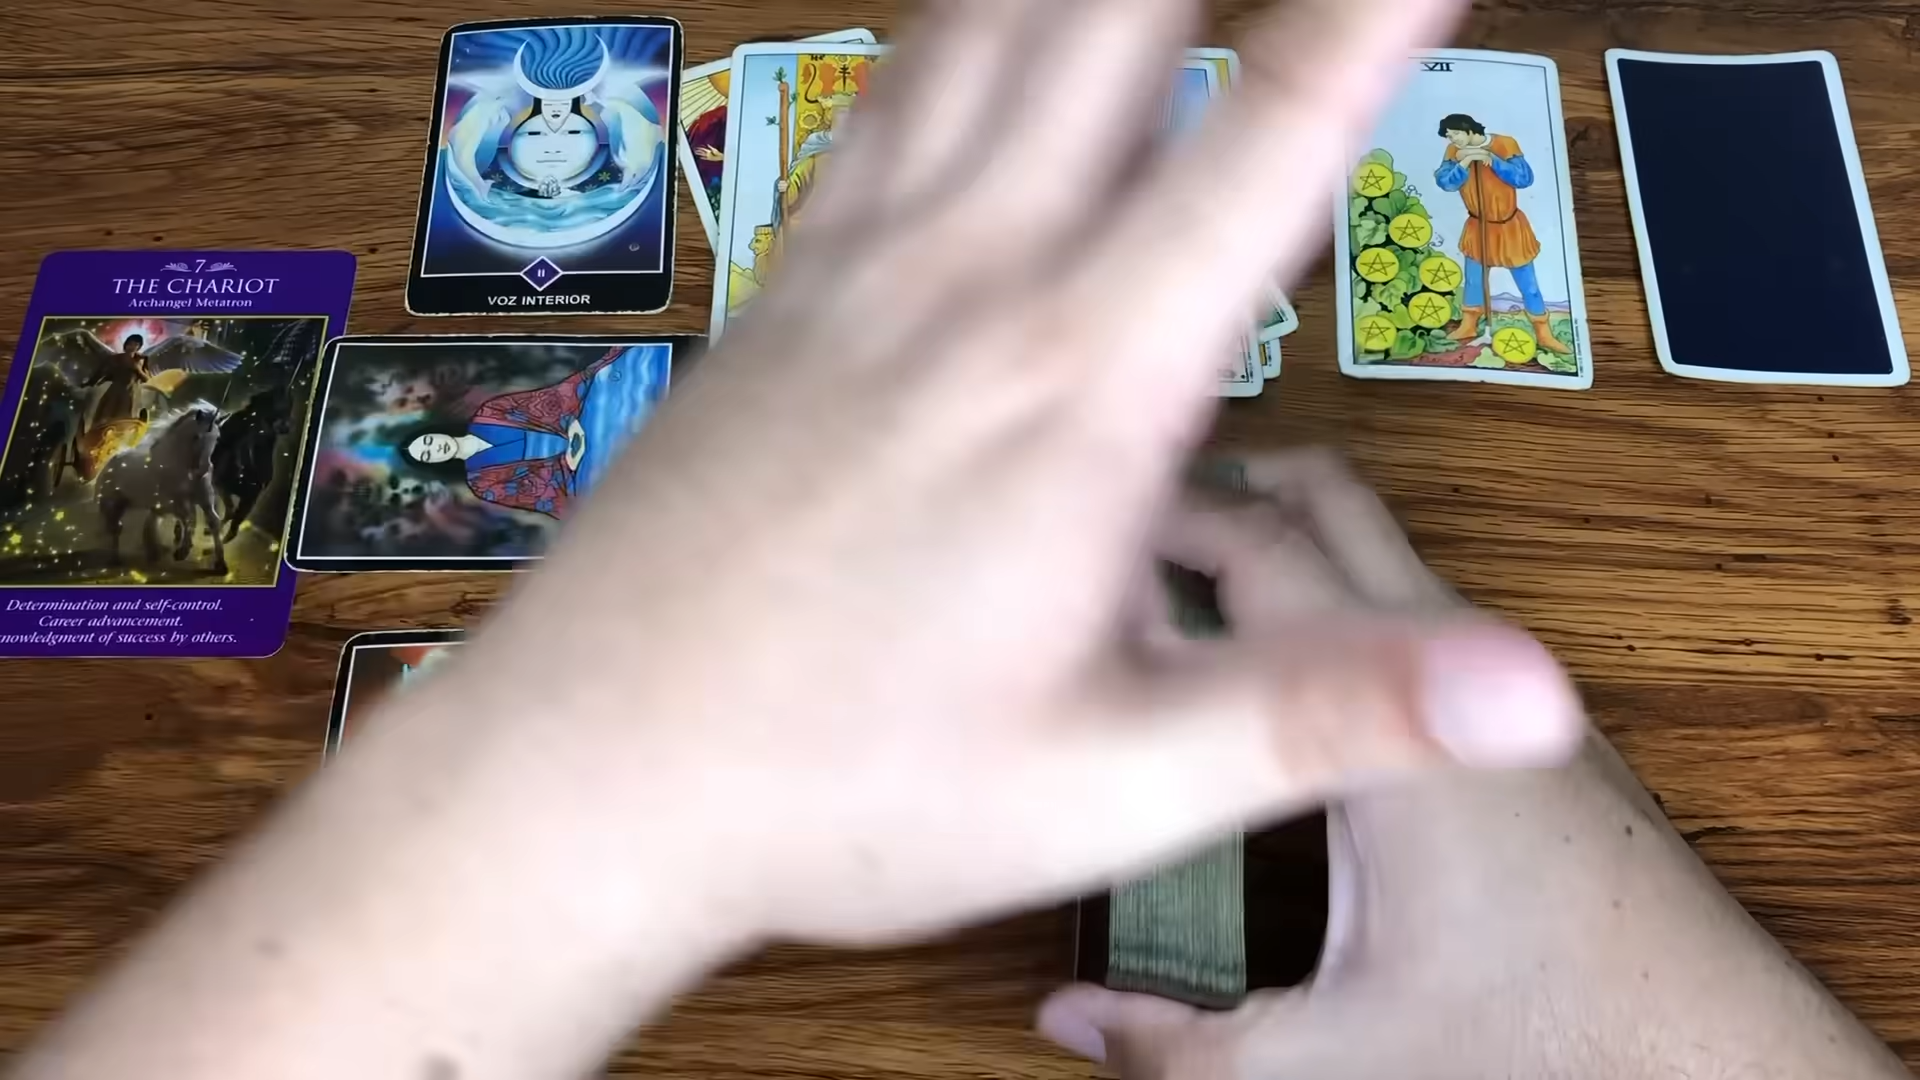 7
THE CHARIOT
Archangel Metatron
Determination and self-control.
Career advancement.
nowledgment of success by others.
II
VOZ INTERIOR
VII